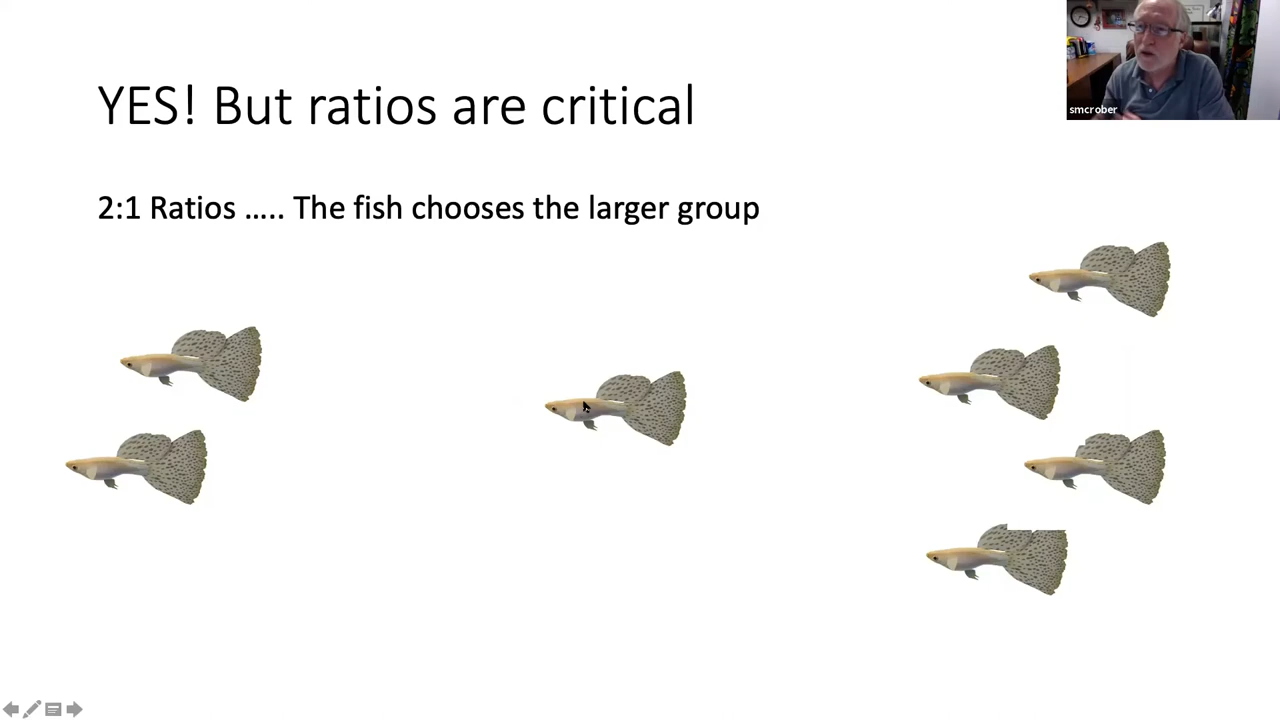 YES! But ratios are critical
2:1 Ratios ….. The fish chooses the larger group
smcrober